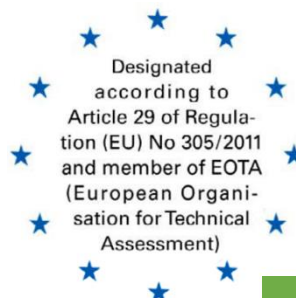 Designated
according to
Article 29 of Regula-
tion (EU) No 305/2011
and member of EOTA
(European Organi-
sation for Technical
Assessment)